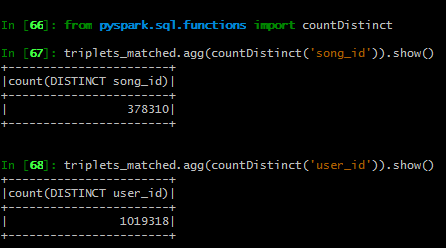 In [66]: from pyspark.sql.functions import countDistinct
In [67]: triplets_matched.agg(countDistinct('song_id')).show()
+-----------------------+
|count(DISTINCT song_id)|
+-----------------------+
|                 378310|
+-----------------------+
In [68]: triplets_matched.agg(countDistinct('user_id')).show()
+-----------------------+
|count(DISTINCT user_id)|
+-----------------------+
|                1019318|
+-----------------------+